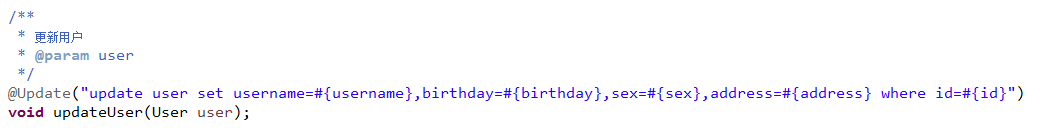 /**
 * 更新用户
 * @param user
 */
@Update("update user set username=#{username},birthday=#{birthday},sex=#{sex},address=#{address} where id=#{id}")
void updateUser(User user);